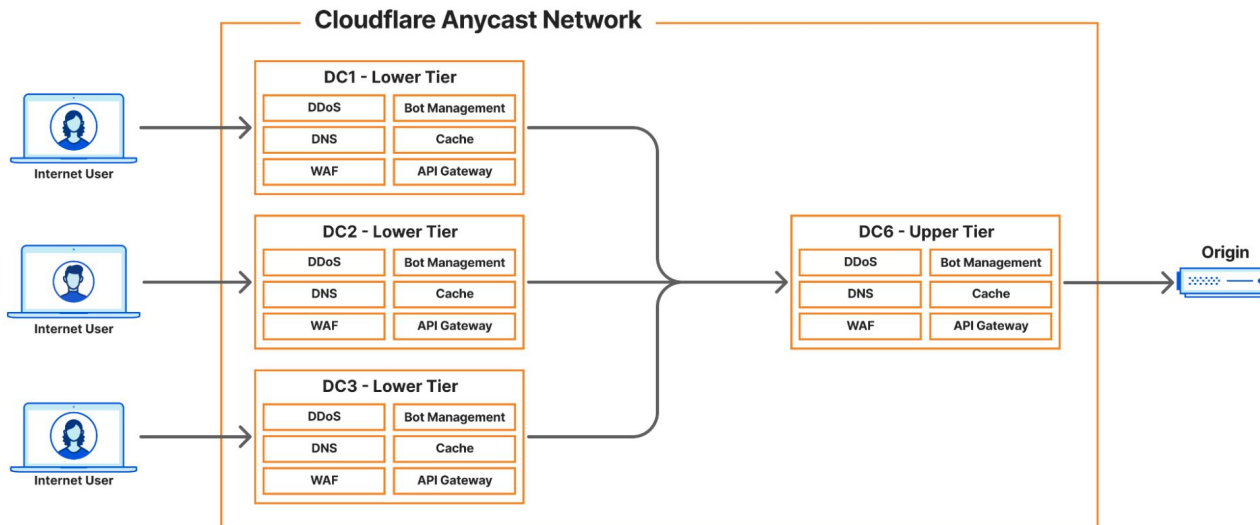 Cloudflare Anycast Network
DC1 - Lower Tier
DDoS
Bot Management
DNS
Cache
WAF
API Gateway
Internet User
DC2 - Lower Tier
DDoS
Bot Management
DNS
Cache
WAF
API Gateway
Internet User
DC3 - Lower Tier
DDoS
Bot Management
DNS
Cache
WAF
API Gateway
Internet User
DC6 - Upper Tier
DDoS
Bot Management
DNS
Cache
WAF
API Gateway
Origin